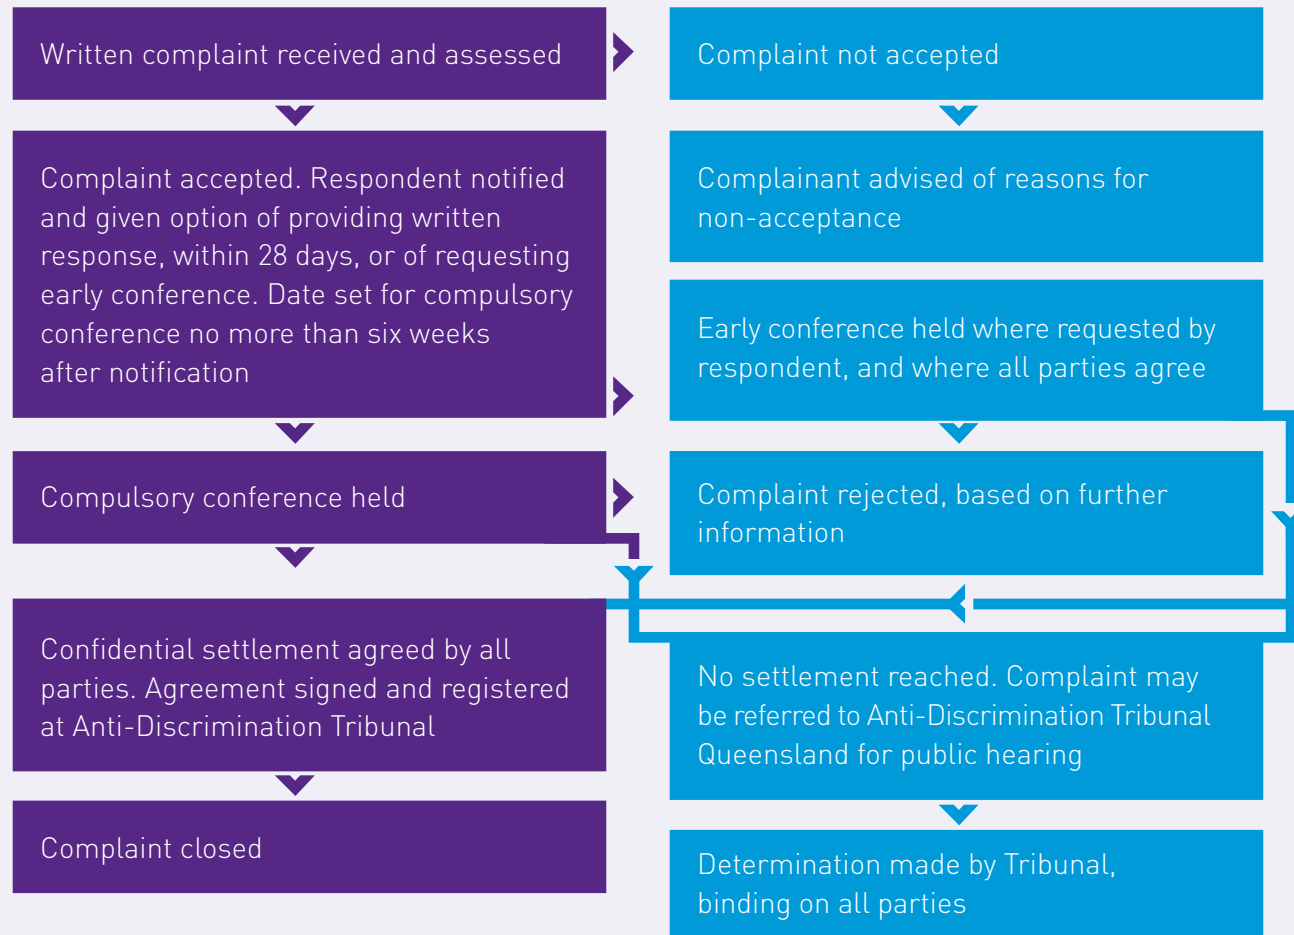 Written complaint received and assessed
Complaint not accepted
Complaint accepted. Respondent notified
and given option of providing written
response, within 28 days, or of requesting
early conference. Date set for compulsory
conference no more than six weeks
after notification
Complainant advised of reasons for
non-acceptance
Early conference held where requested by
respondent, and where all parties agree
Compulsory conference held
Complaint rejected, based on further
information
Confidential settlement agreed by all
parties. Agreement signed and registered
at Anti-Discrimination Tribunal
No settlement reached. Complaint may
be referred to Anti-Discrimination Tribunal
Queensland for public hearing
Complaint closed
Determination made by Tribunal,
binding on all parties